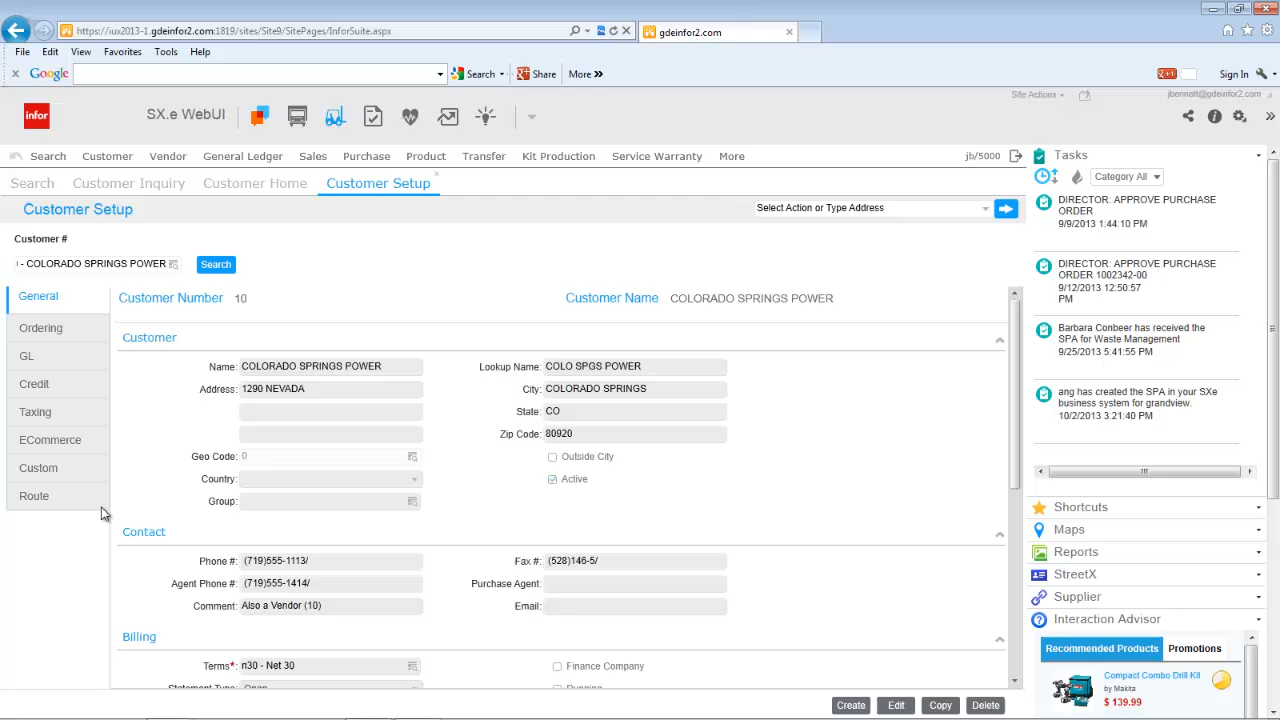 https://iux2013-1.gdeinfor2.com:1819/sites/Site9/SitePages/InforSuite.aspx
gdeinfor2.com
File Edit View Favorites Tools Help
Google Search Share More » +1 Sign In
Site Actions jbennott@gdeinfor2.com
infor SX.e WebUI
Search Customer Vendor General Ledger Sales Purchase Product Transfer Kit Production Service Warranty More jb/5000
Search Customer Inquiry Customer Home Customer Setup
Customer Setup Select Action or Type Address
Customer #
- COLORADO SPRINGS POWER Search
General
Ordering
GL
Credit
Taxing
ECommerce
Custom
Route
Customer Number 10 Customer Name COLORADO SPRINGS POWER
Customer
Name: COLORADO SPRINGS POWER Lookup Name: COLO SPGS POWER
Address: 1290 NEVADA City: COLORADO SPRINGS
State: CO
Zip Code: 80920
Geo Code: 0 Outside City
Country: Active
Group:
Contact
Phone #: (719)555-1113/ Fax #: (528)146-5/
Agent Phone #: (719)555-1414/ Purchase Agent:
Comment: Also a Vendor (10) Email:
Billing
Terms*: n30 - Net 30 Finance Company
Statement Type: Open
Create Edit Copy Delete
Tasks
Category All
DIRECTOR: APPROVE PURCHASE
ORDER
9/9/2013 1:44:10 PM
DIRECTOR: APPROVE PURCHASE
ORDER 1002342-00
9/12/2013 12:50:57
PM
Barbara Conbeer has received the
SPA for Waste Management
9/25/2013 5:41:55 PM
ang has created the SPA in your SXe
business system for grandview.
10/2/2013 3:21:40 PM
Shortcuts
Maps
Reports
StreetX
Supplier
Interaction Advisor
Recommended Products Promotions
Compact Combo Drill Kit
by Makita
$ 139.99